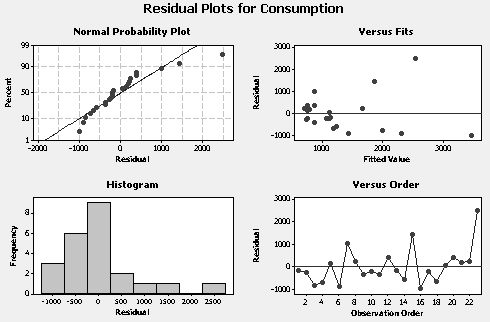 Residual Plots for Consumption
Normal Probability Plot
99
90
50
10
1
Percent
-2000 -1000 0 1000 2000
Residual
Versus Fits
3000
2000
1000
0
-1000
Residual
1000 2000 3000
Fitted Value
Histogram
8
6
4
2
0
Frequency
-1000 -500 0 500 1000 1500 2000 2500
Residual
Versus Order
3000
2000
1000
0
-1000
Residual
2 4 6 8 10 12 14 16 18 20 22
Observation Order